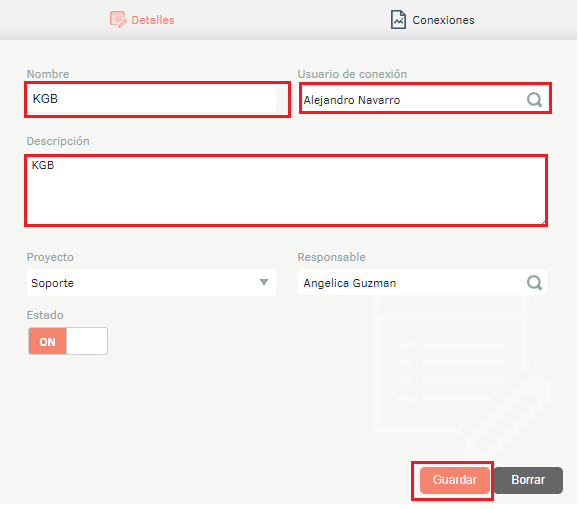 Detalles
Conexiones
Nombre
Usuario de conexión
KGB
Alejandro Navarro
Descripción
KGB
Proyecto
Responsable
Soporte
Angelica Guzman
Estado
ON
Guardar
Borrar